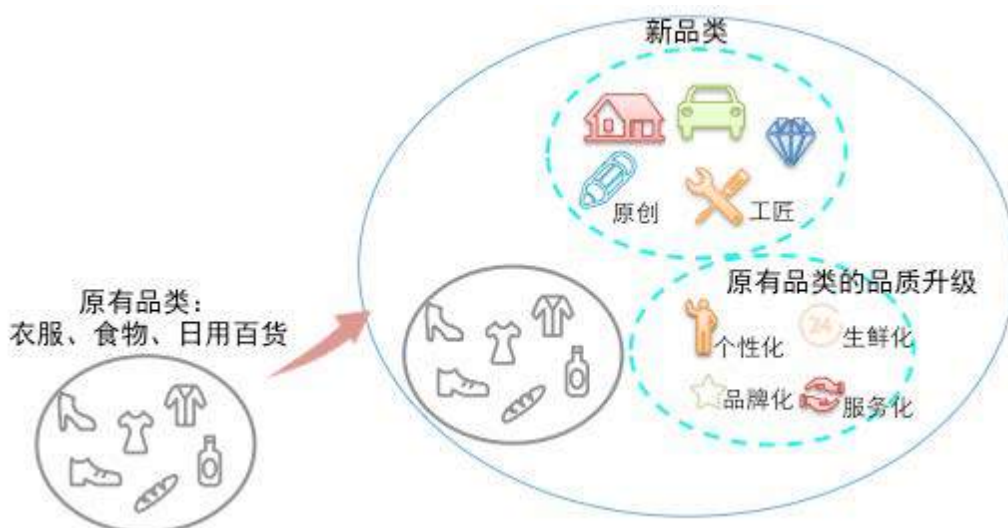 新品类
原创
工匠
原有品类:
衣服、食物、日用百货
原有品类的品质升级
个性化
24
生鲜化
品牌化
服务化